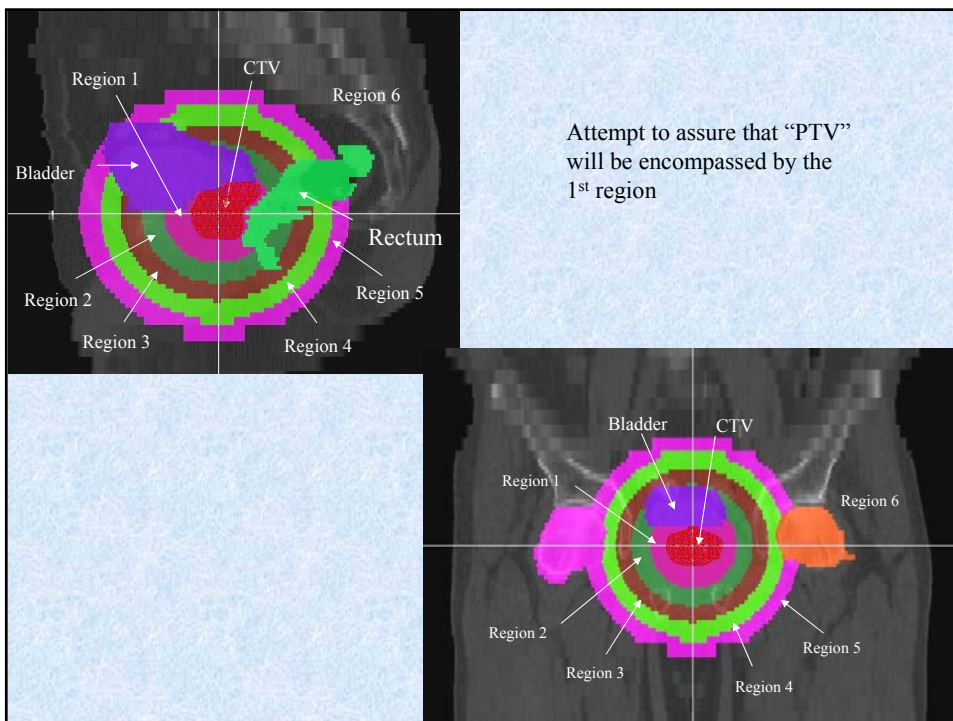 CTV
Region 1
Region 6
Bladder
Rectum
Region 2
Region 5
Region 3
Region 4
Attempt to assure that “PTV”
will be encompassed by the
1st region
Bladder
CTV
Region 1
Region 6
Region 2
Region 5
Region 3
Region 4